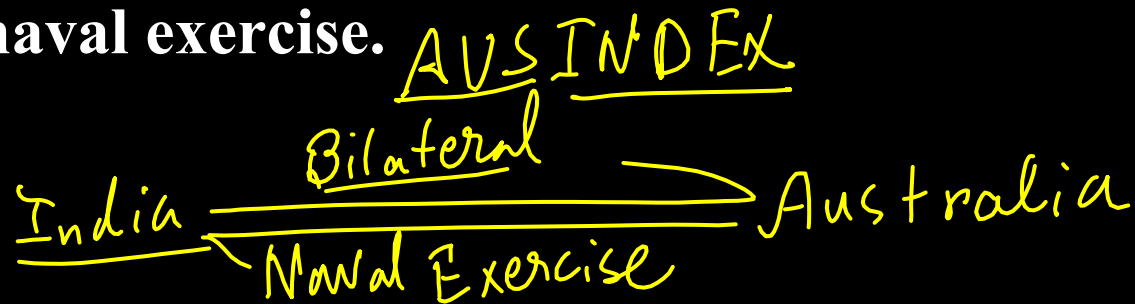 naval exercise.
AUSINDEX
Bilateral
India Australia
Naval Exercise